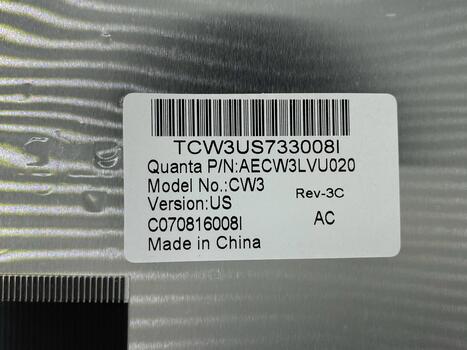 TCW3US733008I
Quanta P/N:AECW3LVU020
Model No.:CW3
Rev-3C
Version:US
AC
C070816008I
Made in China